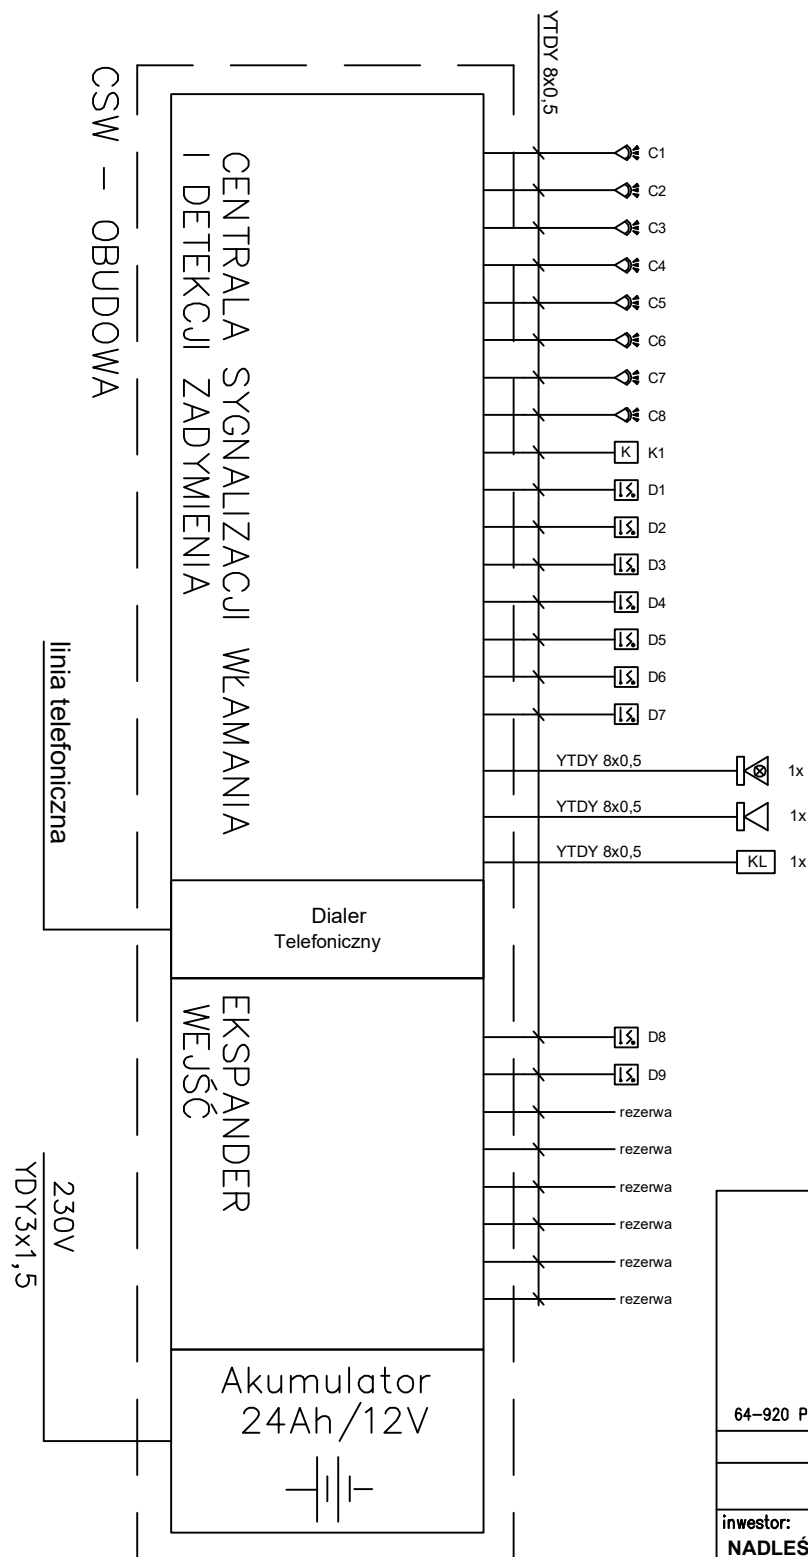 YTDY 8x0,5
CSW – OBUDOWA
CENTRALA SYGNALIZACJI WŁAMANIA
I DETEKCJI ZADYMIENIA
C1
C2
C3
C4
C5
C6
C7
C8
K K1
D1
D2
D3
D4
D5
D6
D7
YTDY 8x0,5 1x
YTDY 8x0,5 1x
YTDY 8x0,5 KL 1x
linia telefoniczna
Dialer
Telefoniczny
EKSPANDER
WEJŚĆ
D8
D9
rezerwa
rezerwa
rezerwa
rezerwa
rezerwa
rezerwa
230V
YDY3x1,5
Akumulator
24Ah/12V
64-920 P
inwestor:
NADLEŚ